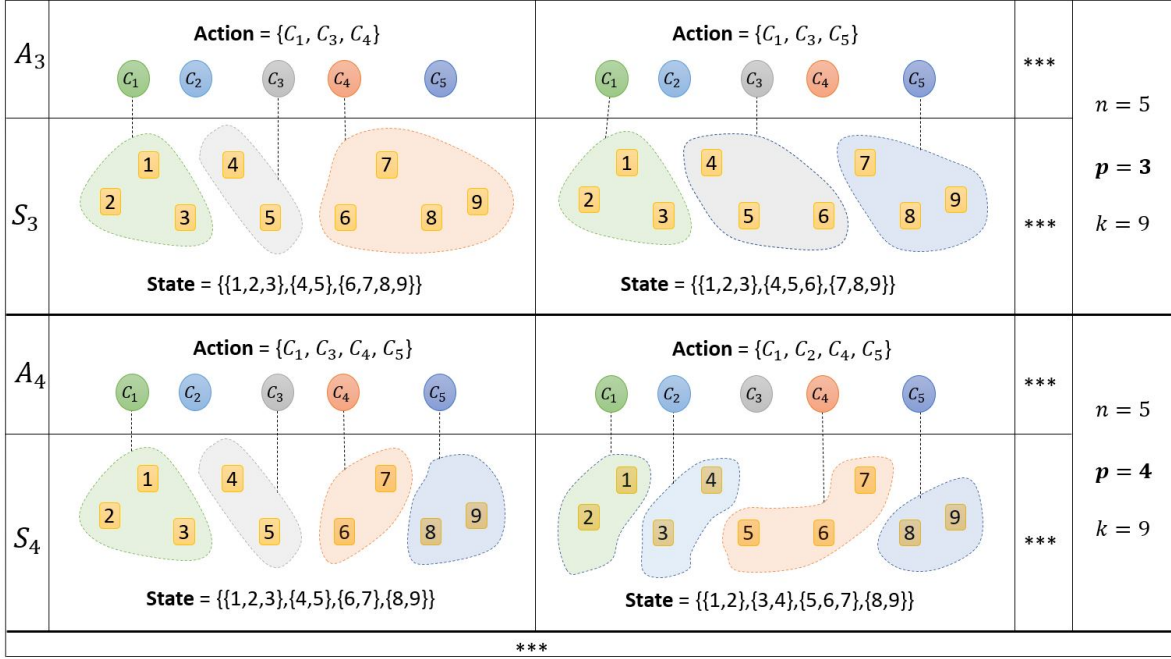 A₃
Action = {C₁, C₃, C₄}
C₁ C₂ C₃ C₄ C₅
Action = {C₁, C₃, C₅}
C₁ C₂ C₃ C₄ C₅
***
S₃
1
4
7
2
9
3
5
6
8
State = {{1,2,3},{4,5},{6,7,8,9}}
1
4
7
2
9
3
5
6
8
State = {{1,2,3},{4,5,6},{7,8,9}}
***
n = 5
p = 3
k = 9
A₄
Action = {C₁, C₃, C₄, C₅}
C₁ C₂ C₃ C₄ C₅
Action = {C₁, C₂, C₄, C₅}
C₁ C₂ C₃ C₄ C₅
***
S₄
1
4
7
2
9
3
5
6
8
State = {{1,2,3},{4,5},{6,7},{8,9}}
1
4
7
2
9
3
5
6
8
State = {{1,2},{3,4},{5,6,7},{8,9}}
***
n = 5
p = 4
k = 9
***